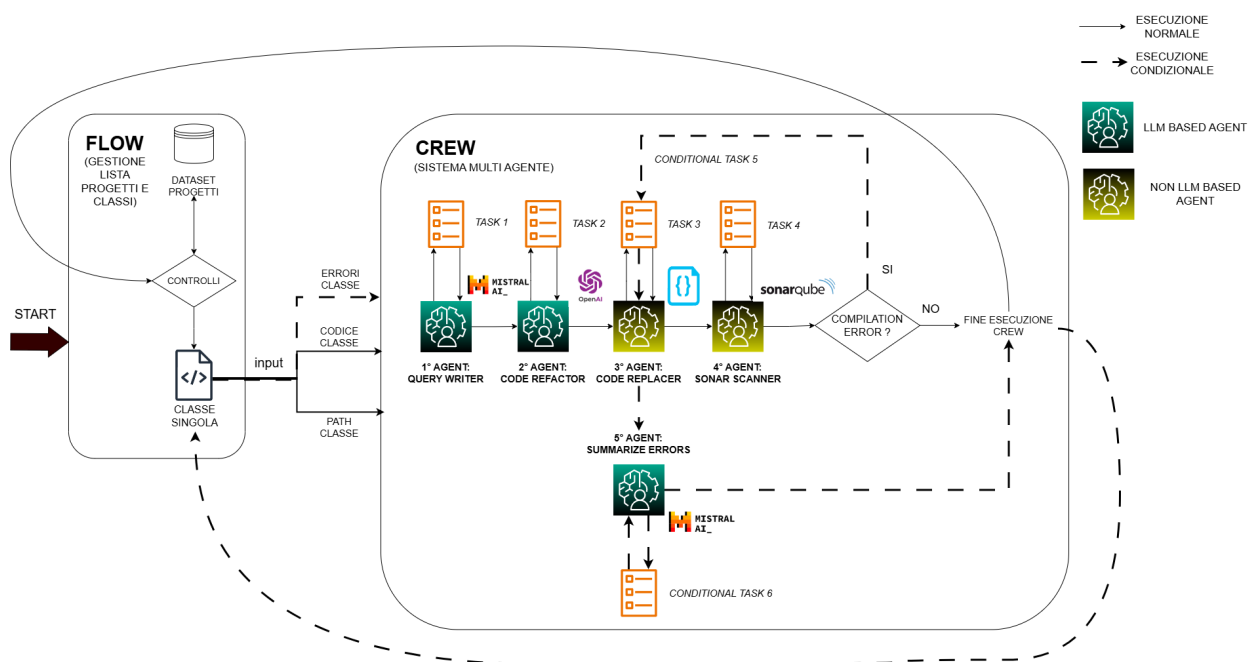 ESECUZIONE
NORMALE
ESECUZIONE
CONDIZIONALE
LLM BASED AGENT
NON LLM BASED
AGENT
START
FLOW
(GESTIONE
LISTA
PROGETTI E
CLASSI)
DATASET
PROGETTI
CONTROLLI
CLASSE
SINGOLA
input
ERRORI
CLASSE
CODICE
CLASSE
PATH
CLASSE
CREW
(SISTEMA MULTI AGENTE)
CONDITIONAL TASK 5
TASK 1
TASK 2
TASK 3
TASK 4
MISTRAL
AI_
OpenAI
{}
sonarqube
</>
1° AGENT:
QUERY WRITER
2° AGENT:
CODE REFACTOR
3° AGENT:
CODE REPLACER
4° AGENT:
SONAR SCANNER
COMPILATION
ERROR ?
SI
NO
FINE ESECUZIONE
CREW
5° AGENT:
SUMMARIZE ERRORS
MISTRAL
AI_
CONDITIONAL TASK 6